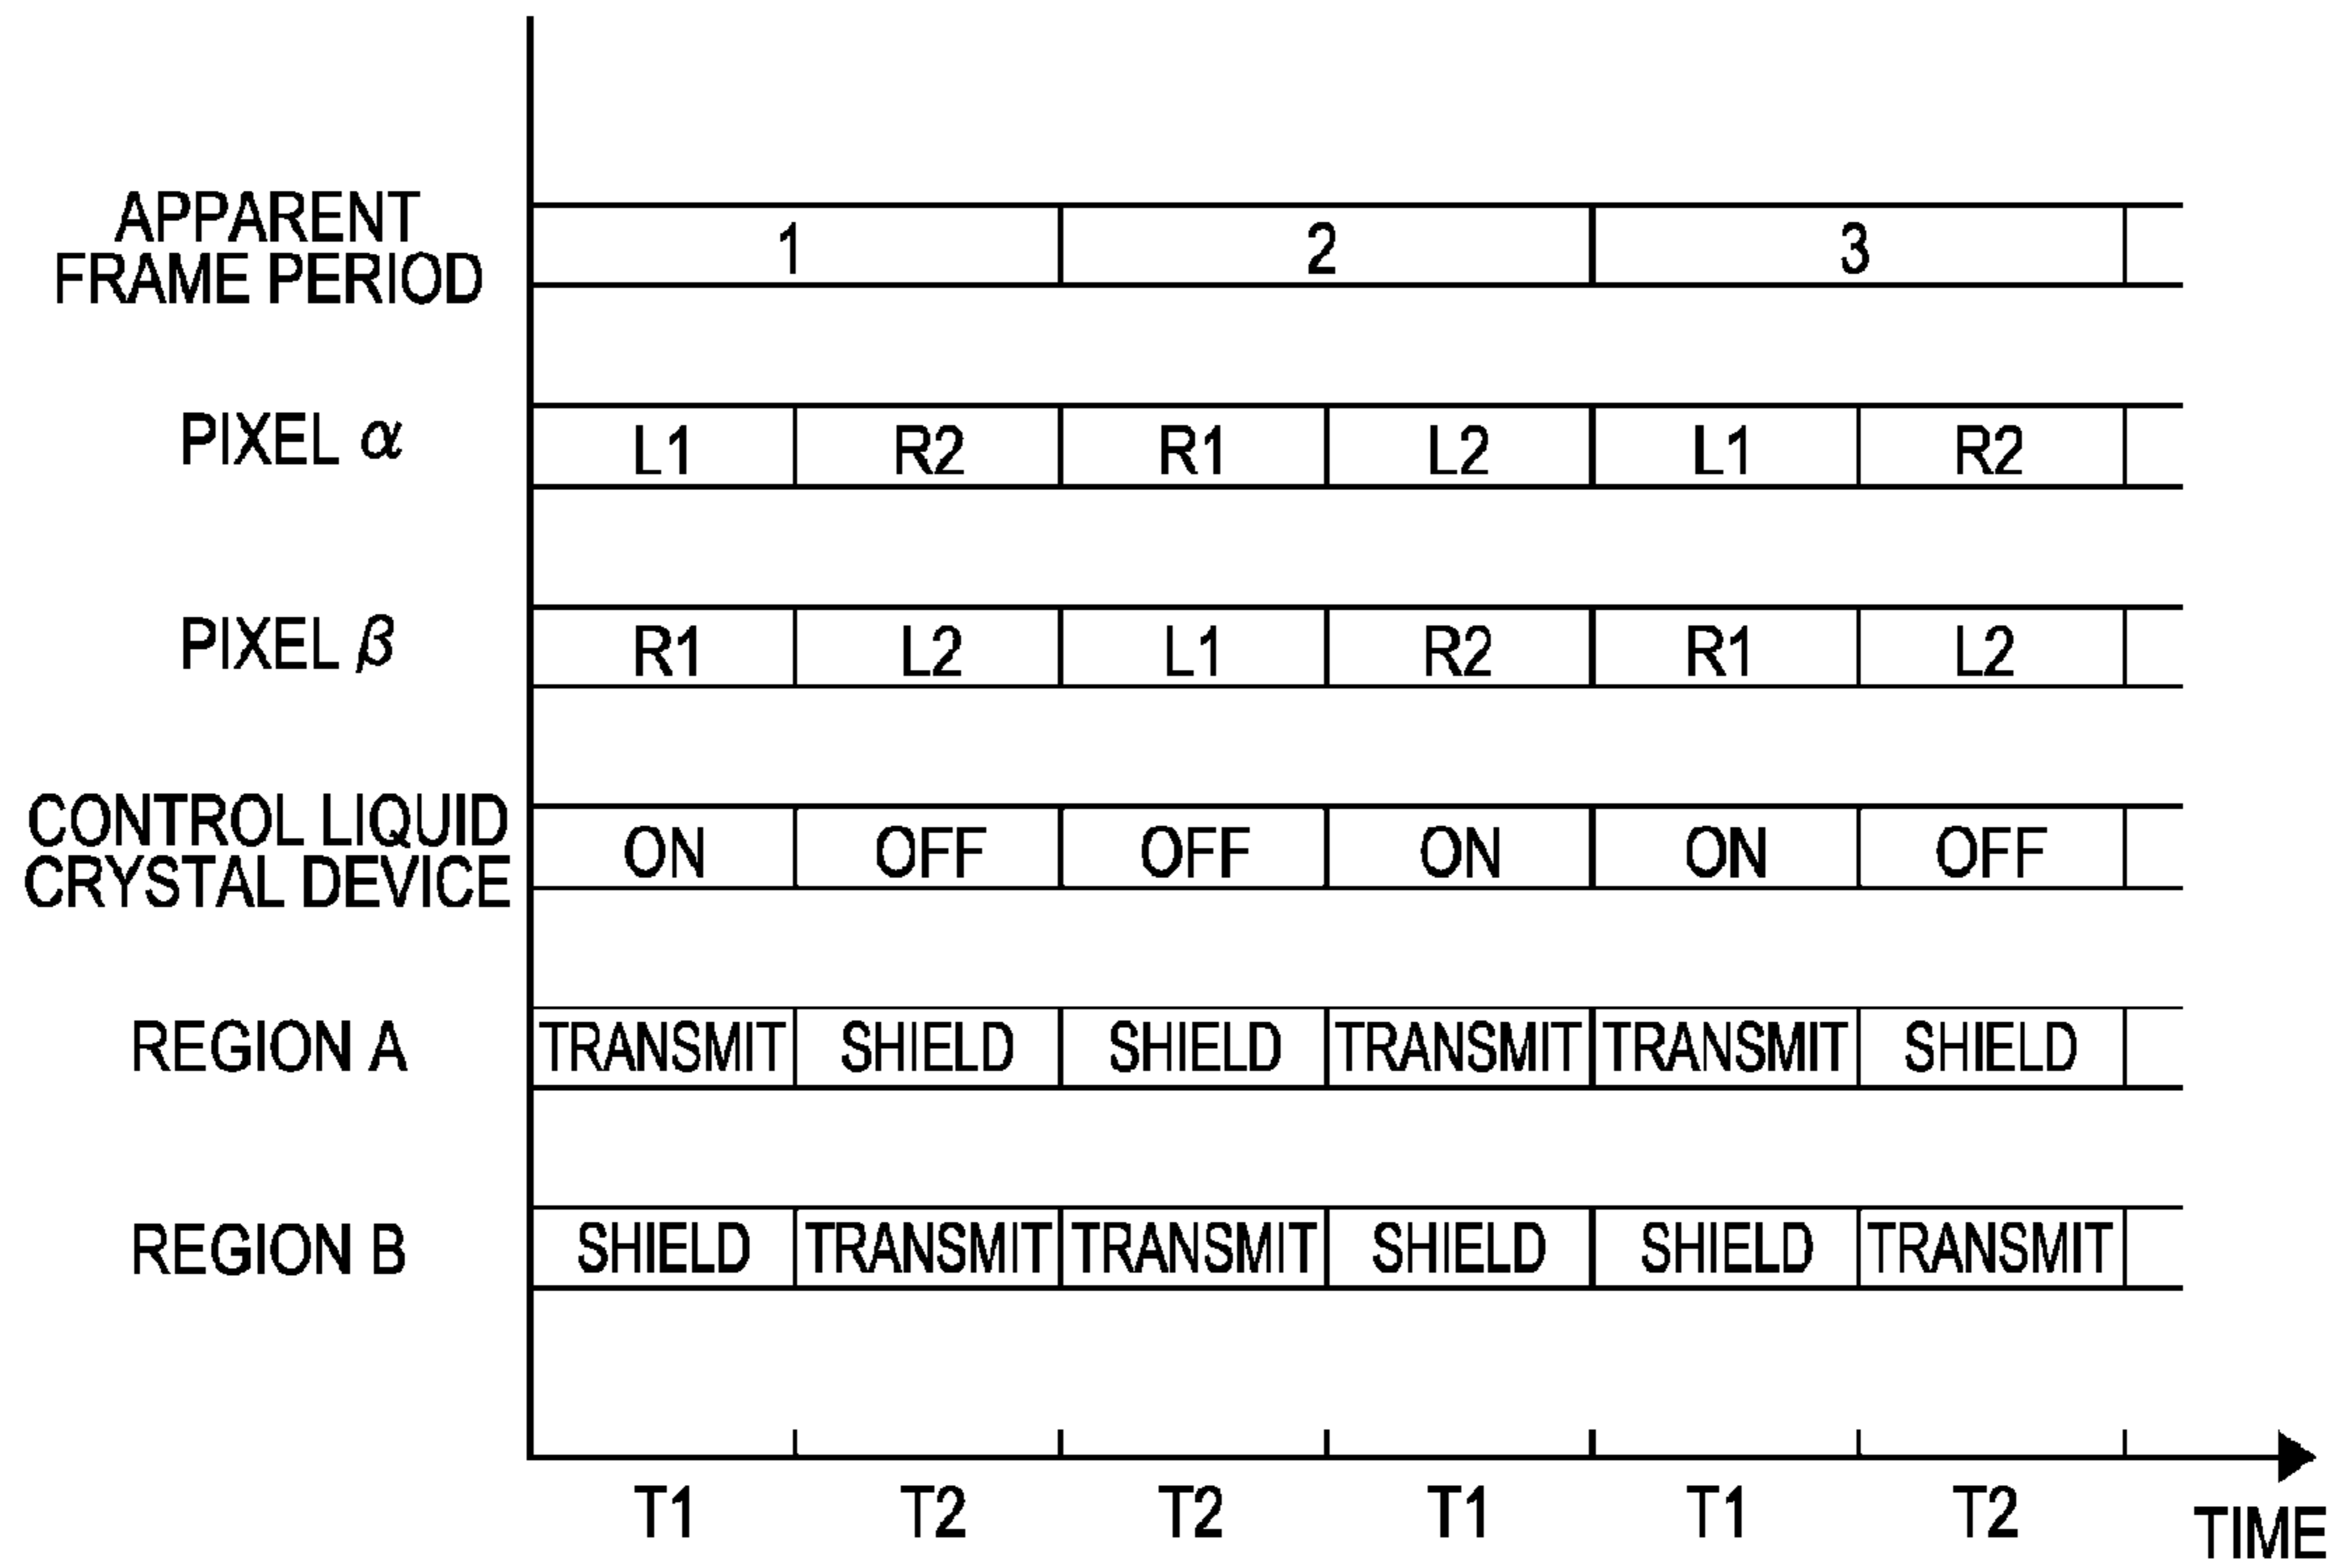 APPARENT
FRAME PERIOD
1 2 3
PIXEL α
L1 R2 R1 L2 L1 R2
PIXEL β
R1 L2 L1 R2 R1 L2
CONTROL LIQUID
CRYSTAL DEVICE
ON OFF OFF ON ON OFF
REGION A
TRANSMIT SHIELD SHIELD TRANSMIT TRANSMIT SHIELD
REGION B
SHIELD TRANSMIT TRANSMIT SHIELD SHIELD TRANSMIT
T1 T2 T2 T1 T1 T2
TIME